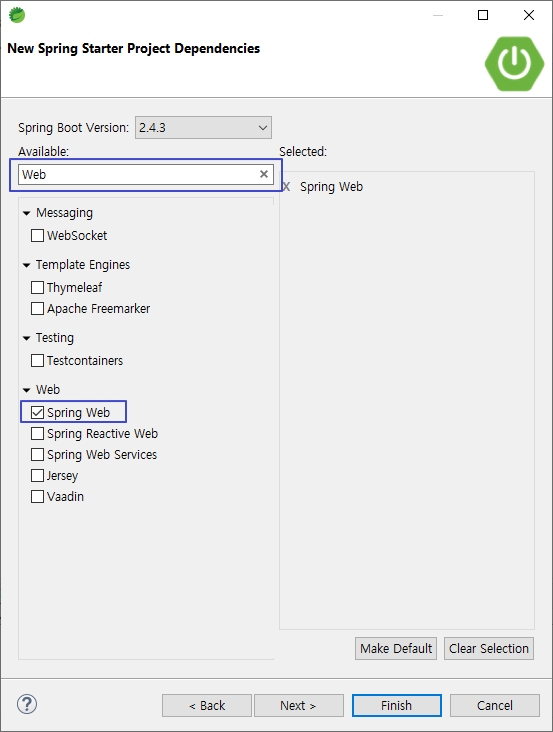 New Spring Starter Project Dependencies
Spring Boot Version: 2.4.3
Available:
Selected:
Web
X Spring Web
Messaging
WebSocket
Template Engines
Thymeleaf
Apache Freemarker
Testing
Testcontainers
Web
Spring Web
Spring Reactive Web
Spring Web Services
Jersey
Vaadin
Make Default Clear Selection
? < Back Next > Finish Cancel